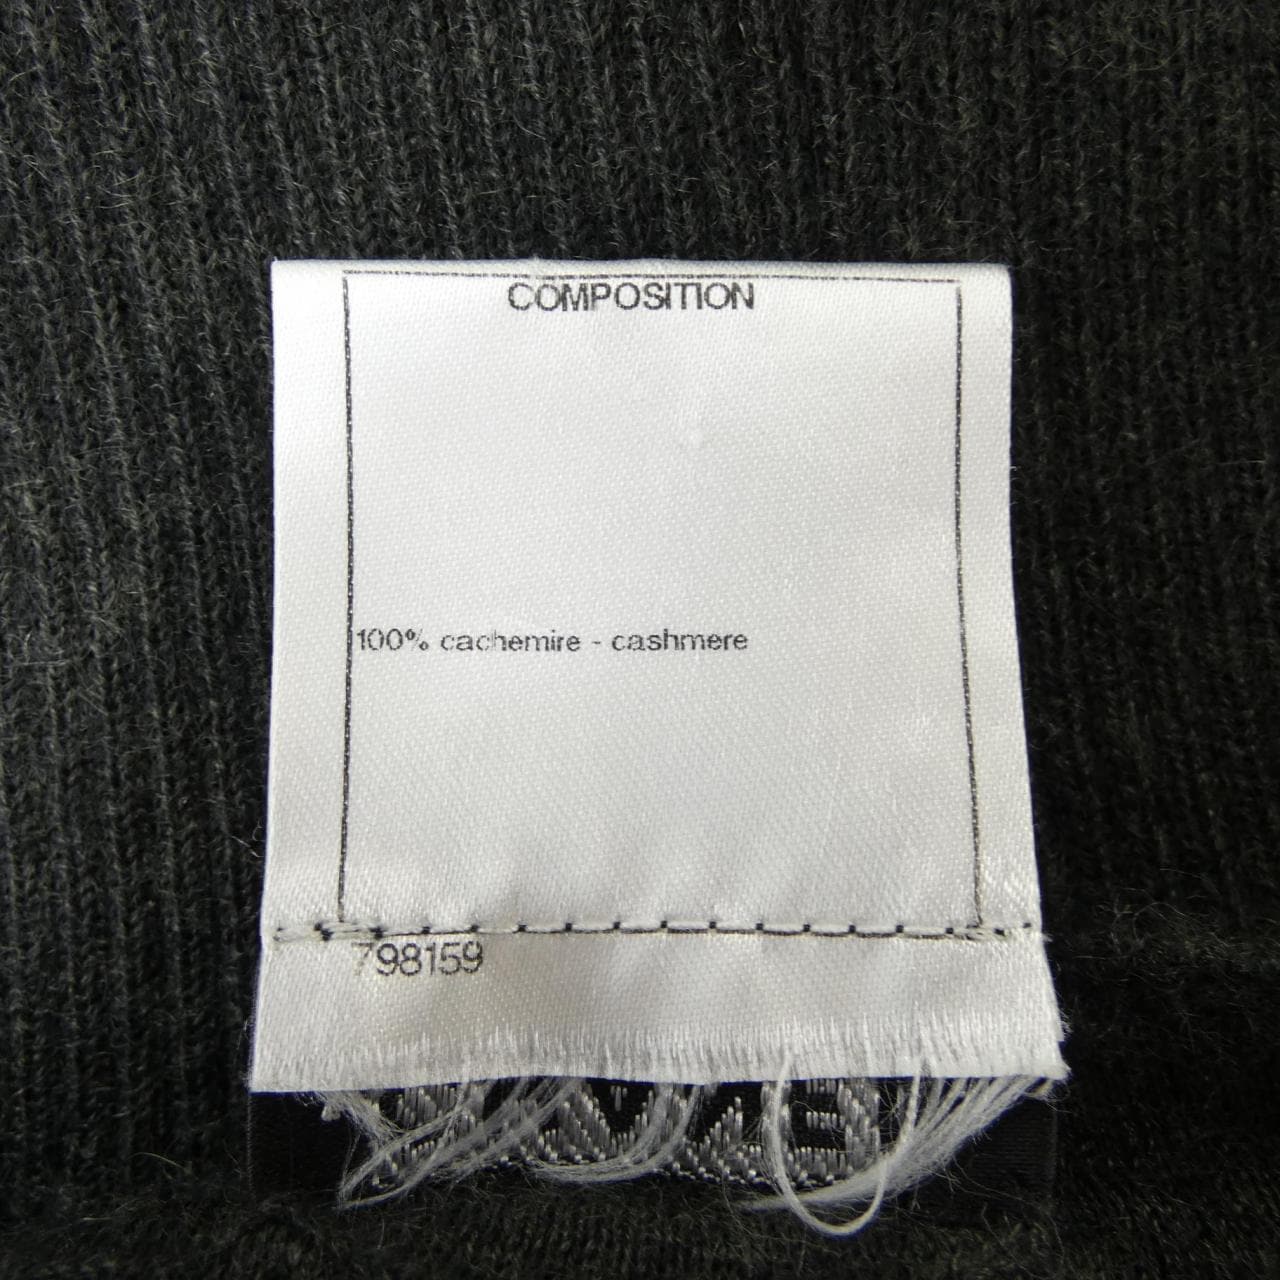 COMPOSITION
100% cachemire - cashmere
798159